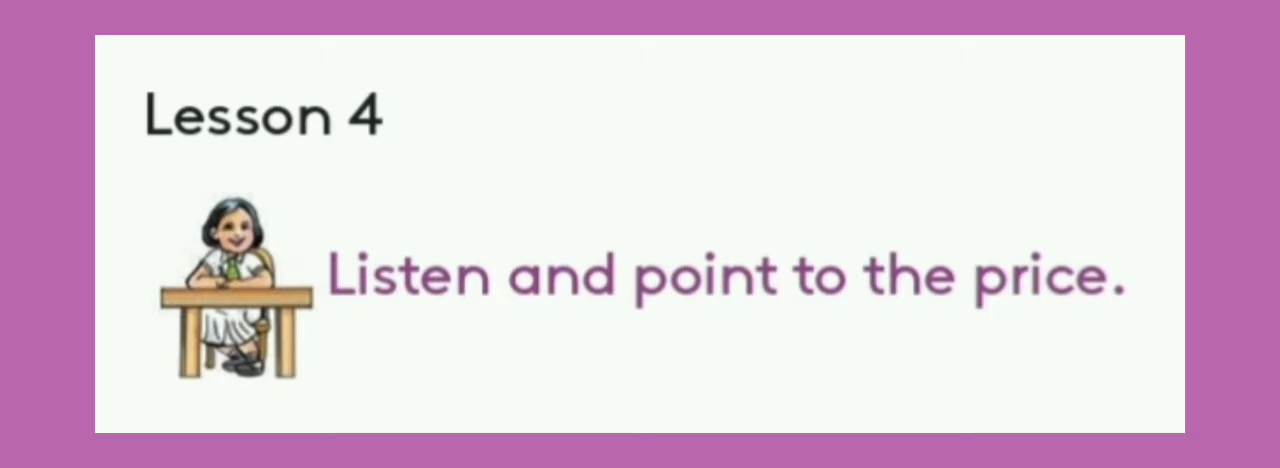 Lesson 4
Listen and point to the price.